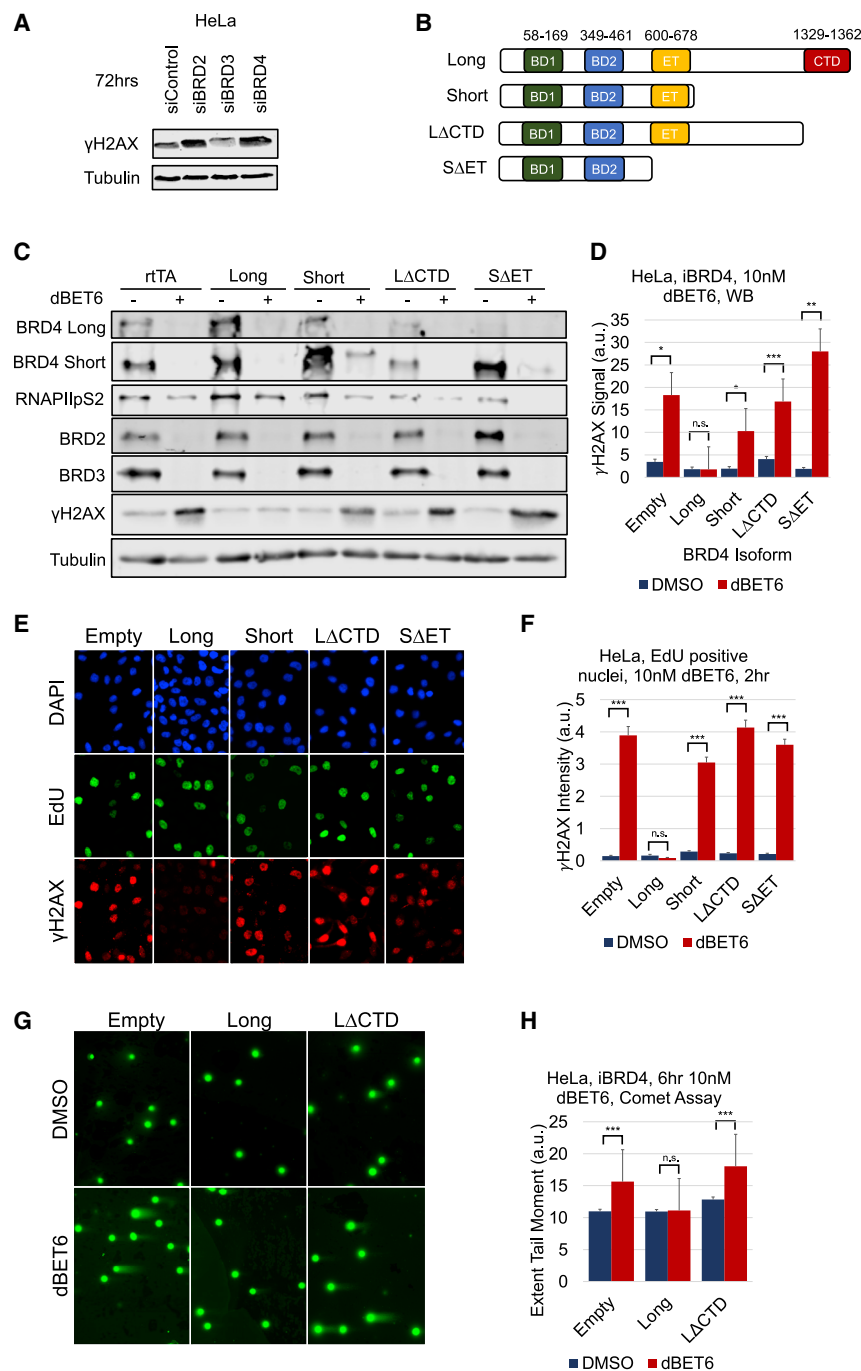 A
HeLa
72hrs
siControl
siBRD2
siBRD3
siBRD4
γH2AX
Tubulin
B
58-169 349-461 600-678 1329-1362
Long BD1 BD2 ET CTD
Short BD1 BD2 ET
LΔCTD BD1 BD2 ET
SΔET BD1 BD2
C
rtTA Long Short LΔCTD SΔET
dBET6 - + - + - + - + - +
BRD4 Long
BRD4 Short
RNAPIIpS2
BRD2
BRD3
γH2AX
Tubulin
D
HeLa, iBRD4, 10nM
dBET6, WB
γH2AX Signal (a.u.)
35
30
25
20
15
10
5
0
* n.s. *** **
Empty
Long
Short
LΔCTD
SΔET
BRD4 Isoform
DMSO dBET6
E
Empty Long Short LΔCTD SΔET
DAPI
EdU
γH2AX
F
HeLa, EdU positive
nuclei, 10nM dBET6, 2hr
γH2AX Intensity (a.u.)
5
4
3
2
1
0
*** n.s. *** *** ***
Empty
Long
Short
LΔCTD
SΔET
DMSO dBET6
G
Empty Long LΔCTD
DMSO
dBET6
H
HeLa, iBRD4, 6hr 10nM
dBET6, Comet Assay
Extent Tail Moment (a.u.)
25
20
15
10
5
0
*** n.s. ***
Empty
Long
LΔCTD
DMSO dBET6